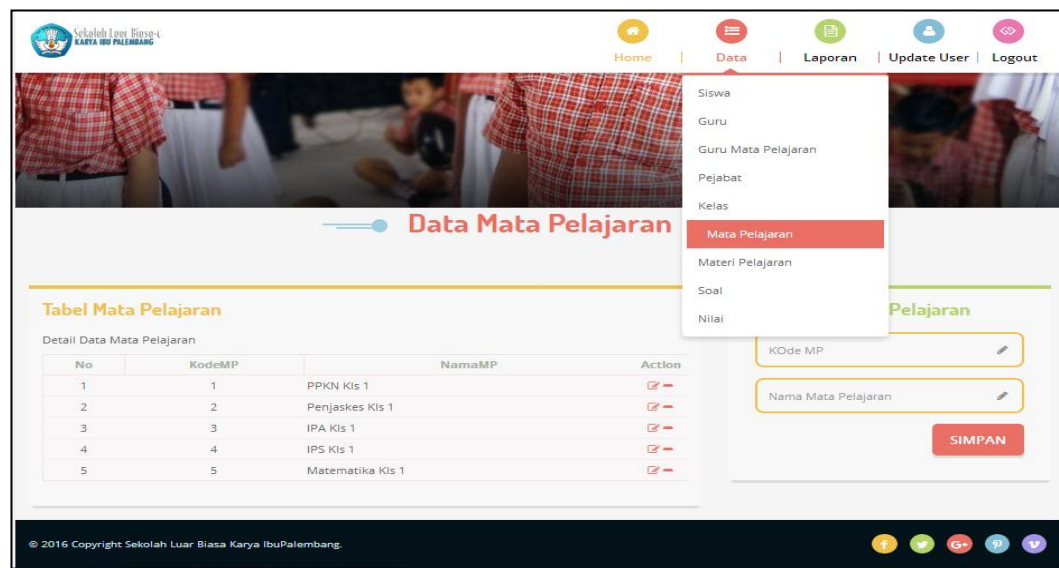 Sekolah Luar Biasa-c
KARYA IBU PALEMBANG
Home | Data | Laporan | Update User | Logout
Siswa
Guru
Guru Mata Pelajaran
Pejabat
Kelas
Mata Pelajaran
Materi Pelajaran
Soal
Nilai
Data Mata Pelajaran
Tabel Mata Pelajaran
Detail Data Mata Pelajaran
No KodeMP NamaMP Action
1 1 PPKN Kls 1
2 2 Penjaskes Kls 1
3 3 IPA Kls 1
4 4 IPS Kls 1
5 5 Matematika Kls 1
Pelajaran
KOde MP
Nama Mata Pelajaran
SIMPAN
© 2016 Copyright Sekolah Luar Biasa Karya IbuPalembang.